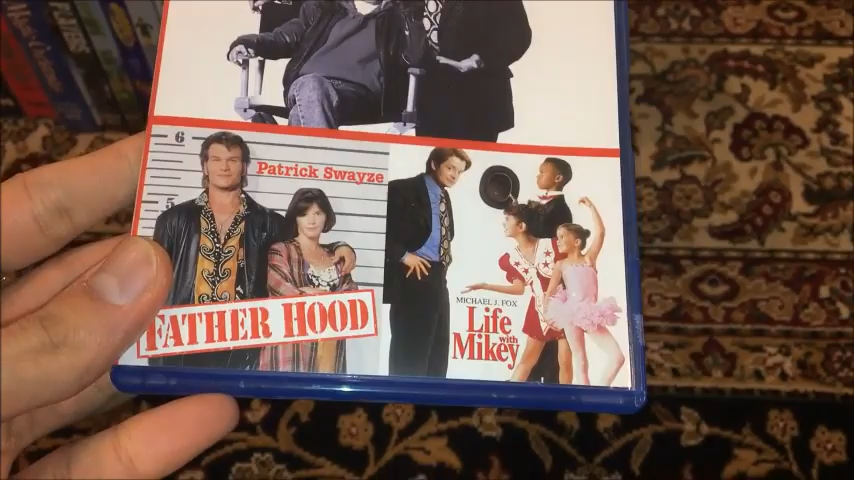 6
Patrick Swayze
5
FATHER HOOD
MICHAEL J. FOX
Life
with
Mikey